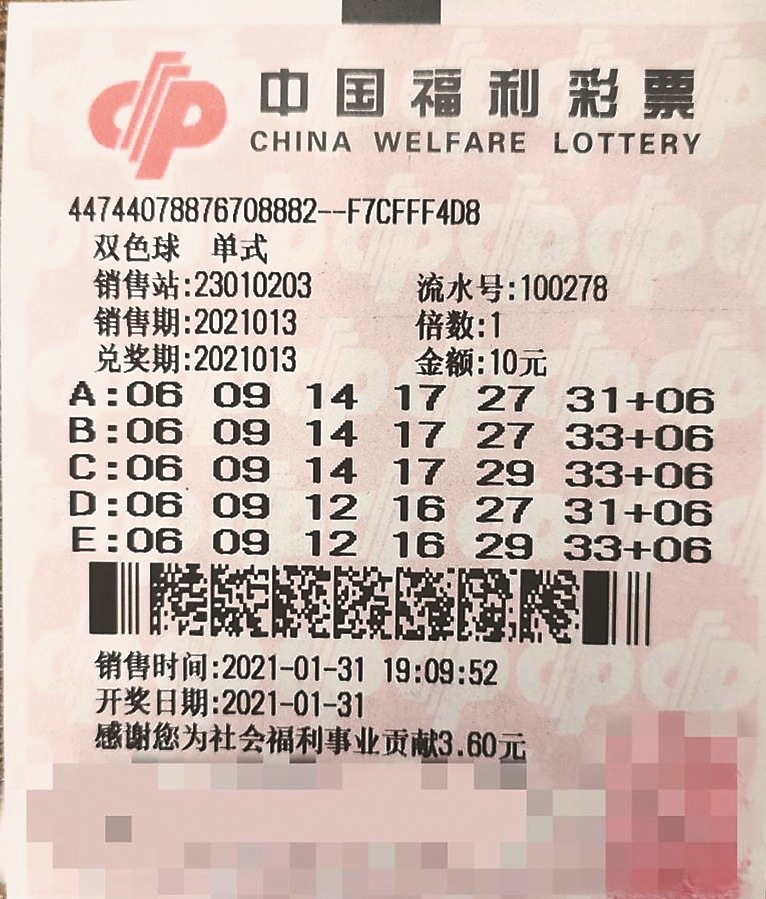 中国福利彩票
CHINA WELFARE LOTTERY
44744078876708882--F7CFFF4D8
双色球 单式
销售站:23010203 流水号:100278
销售期:2021013 倍数:1
兑奖期:2021013 金额:10元
A:06 09 14 17 27 31+06
B:06 09 14 17 27 33+06
C:06 09 14 17 29 33+06
D:06 09 12 16 27 31+06
E:06 09 12 16 29 33+06
销售时间:2021-01-31 19:09:52
开奖日期:2021-01-31
感谢您为社会福利事业贡献3.60元